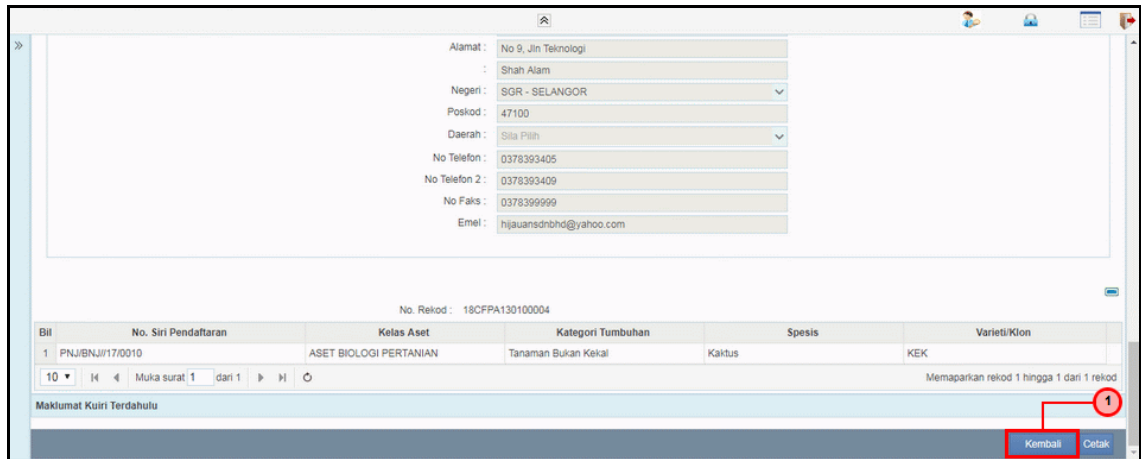 Alamat : No 9, Jln Teknologi
: Shah Alam
Negeri : SGR - SELANGOR
Poskod : 47100
Daerah : Sila Pilih
No Telefon : 0378393405
No Telefon 2 : 0378393409
No Faks : 0378399999
Emel : hijauansdnbhd@yahoo.com
No. Rekod : 18CFPA130100004
Bil No. Siri Pendaftaran Kelas Aset Kategori Tumbuhan Spesis Varieti/Klon
1 PNJ/BNJ//17/0010 ASET BIOLOGI PERTANIAN Tanaman Bukan Kekal Kaktus KEK
10 Muka surat 1 dari 1 Memaparkan rekod 1 hingga 1 dari 1 rekod
Maklumat Kuiri Terdahulu
1
Kembali Cetak